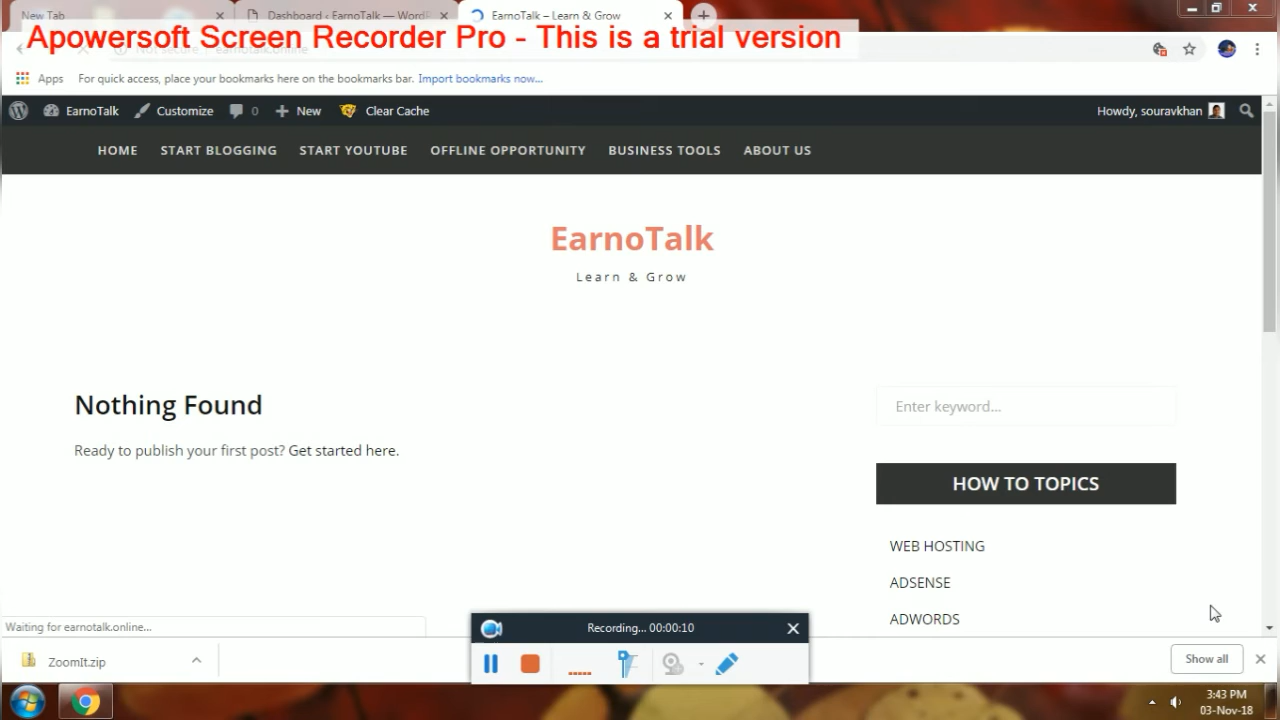 New Tab
Dashboard ‹ EarnoTalk — WordP
EarnoTalk – Learn & Grow
Apowersoft Screen Recorder Pro - This is a trial version
Not secure
earnotalk.online
Apps
For quick access, place your bookmarks here on the bookmarks bar. Import bookmarks now...
EarnoTalk
Customize
0
New
Clear Cache
Howdy, souravkhan
HOME
START BLOGGING
START YOUTUBE
OFFLINE OPPORTUNITY
BUSINESS TOOLS
ABOUT US
EarnoTalk
Learn & Grow
Nothing Found
Ready to publish your first post? Get started here.
Enter keyword...
HOW TO TOPICS
WEB HOSTING
ADSENSE
ADWORDS
Waiting for earnotalk.online...
Recording... 00:00:10
ZoomIt.zip
Show all
3:43 PM
03-Nov-18